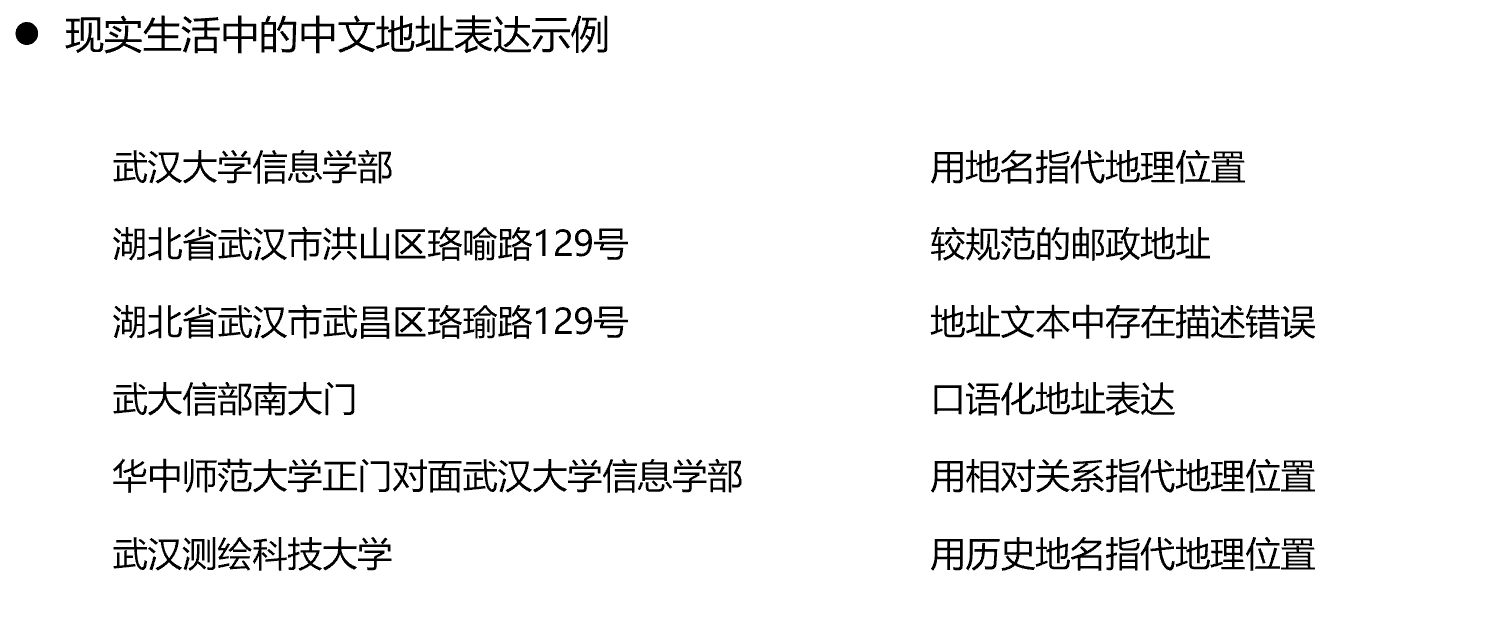 ● 现实生活中的中文地址表达示例
武汉大学信息学部 用地名指代地理位置
湖北省武汉市洪山区珞喻路129号 较规范的邮政地址
湖北省武汉市武昌区珞瑜路129号 地址文本中存在描述错误
武大信部南大门 口语化地址表达
华中师范大学正门对面武汉大学信息学部 用相对关系指代地理位置
武汉测绘科技大学 用历史地名指代地理位置